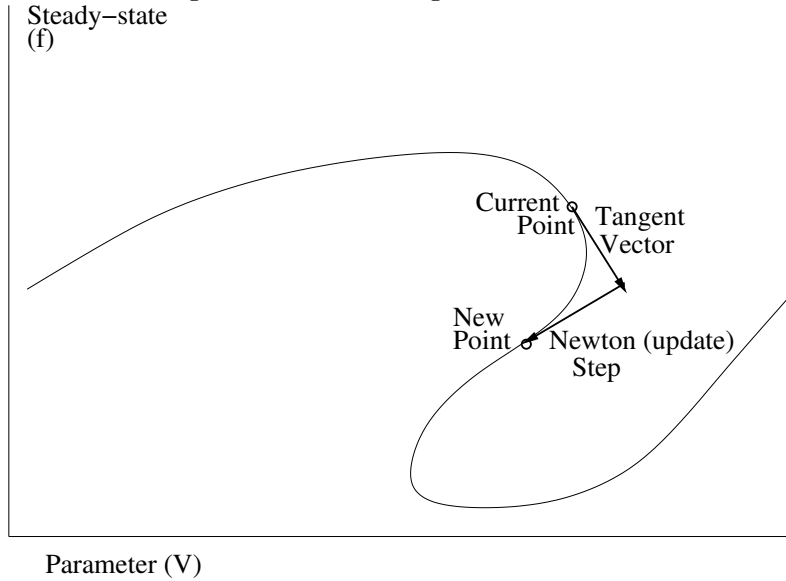 Steady−state
(f)
Current
Point
Tangent
Vector
New
Point
Newton (update)
Step
Parameter (V)